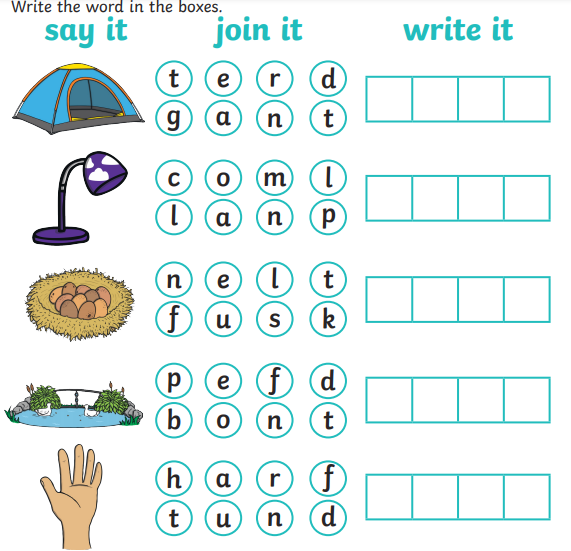 Write the word in the boxes.
say it join it write it
t e r d
g a n t
c o m l
l a n p
n e l t
f u s k
p e f d
b o n t
h a r f
t u n d